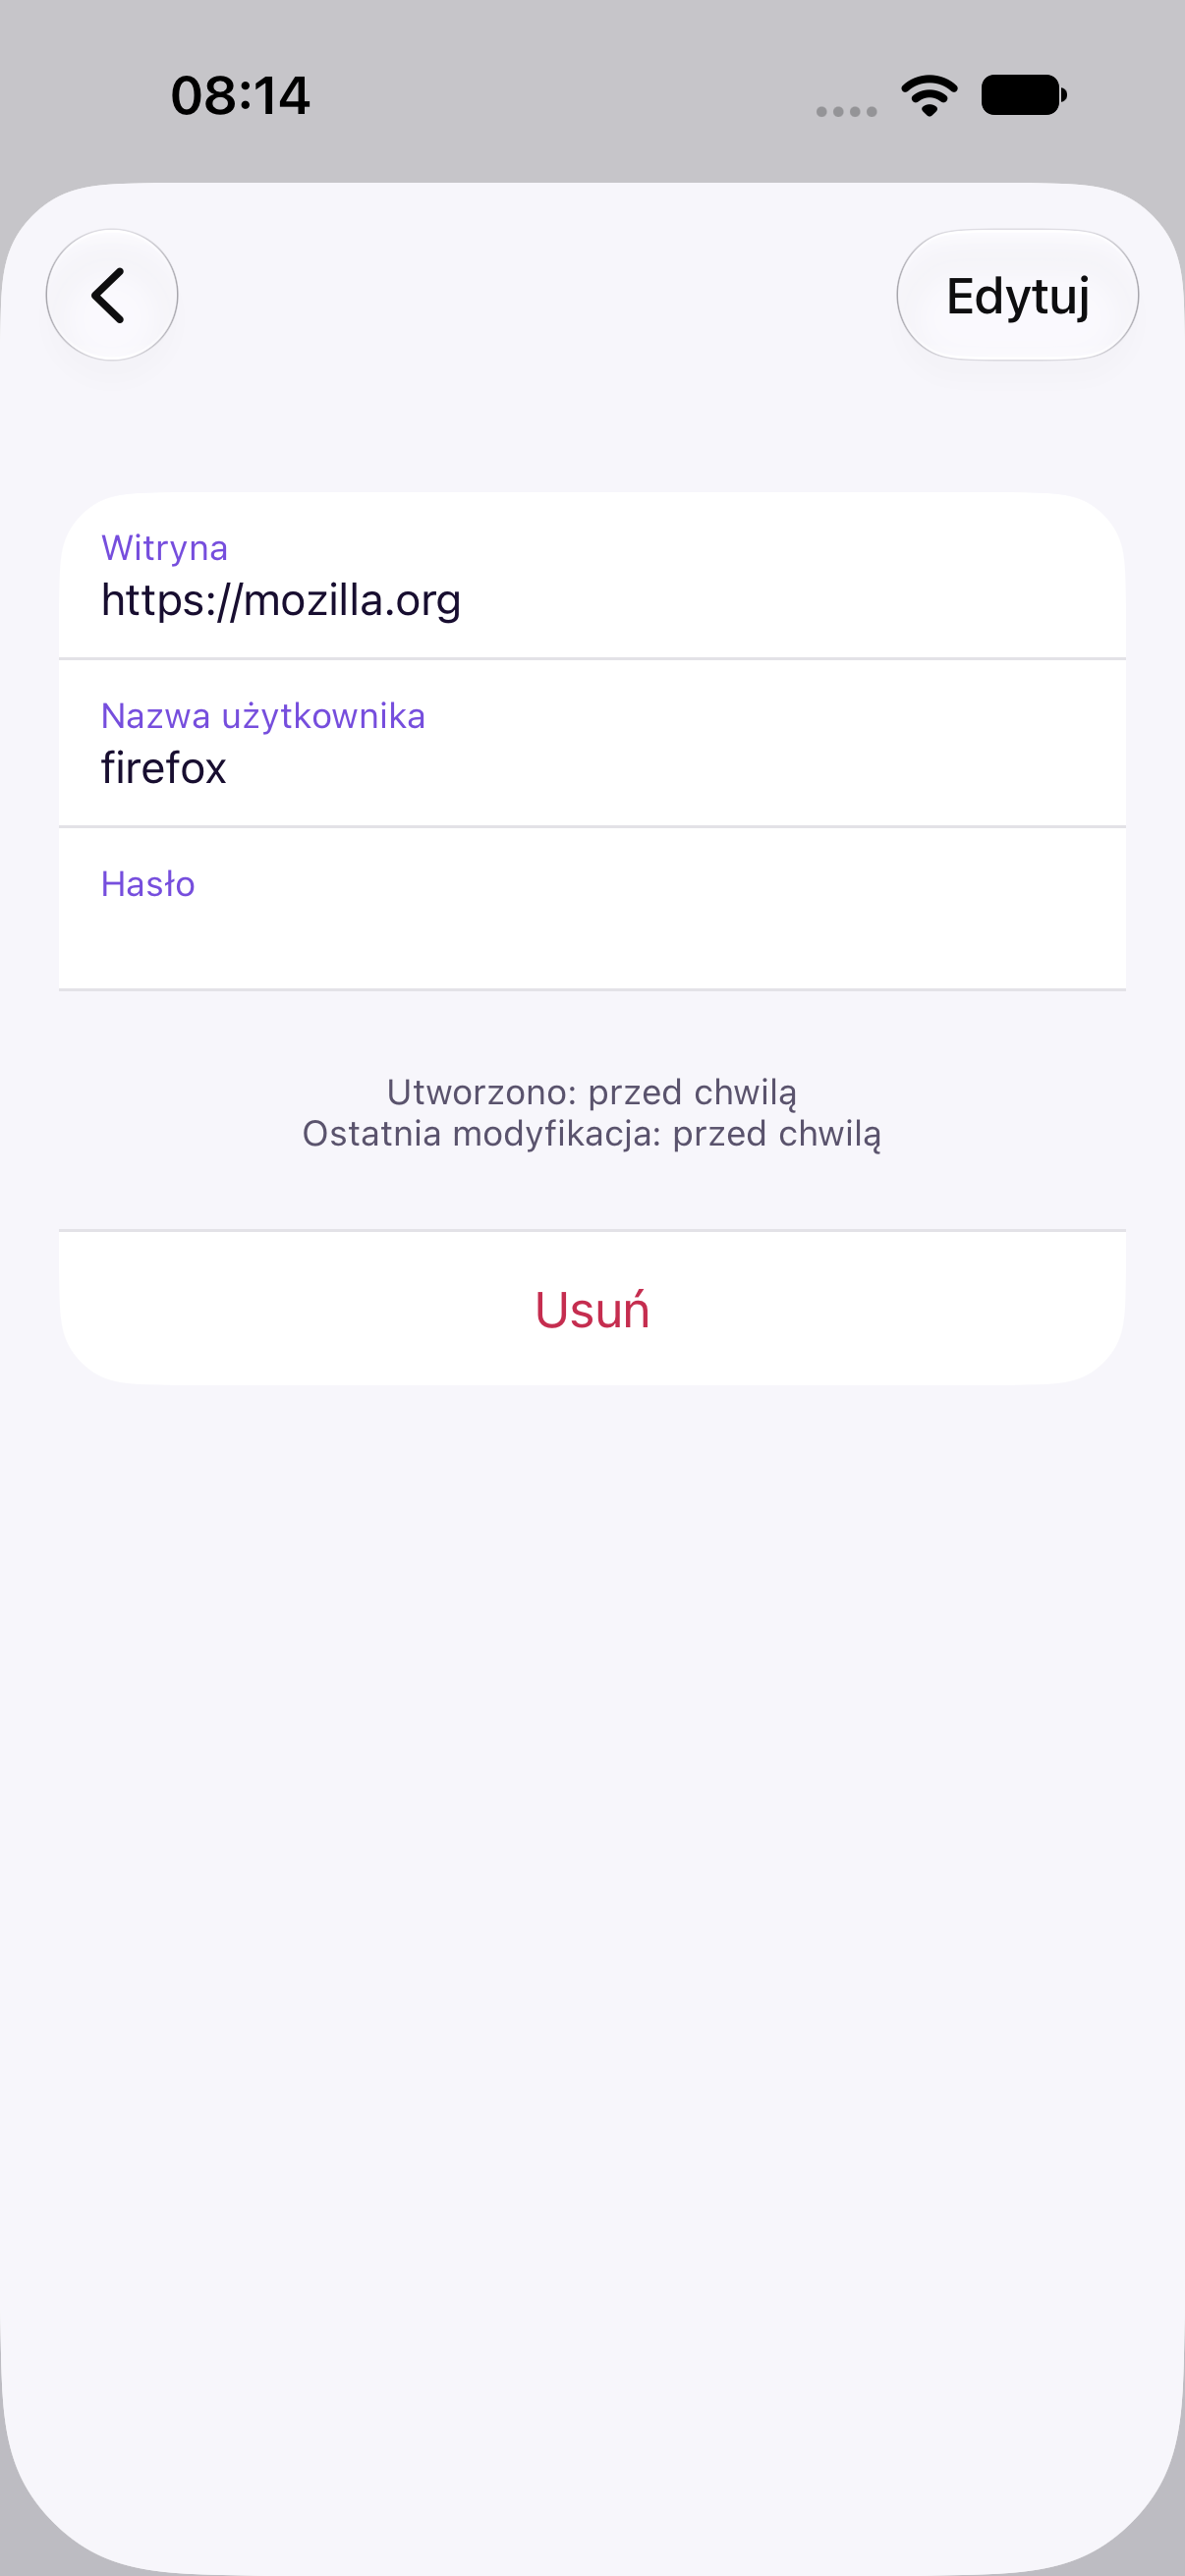 08:14
Edytuj
Witryna
https://mozilla.org
Nazwa użytkownika
firefox
Hasło
Utworzono: przed chwilą
Ostatnia modyfikacja: przed chwilą
Usuń